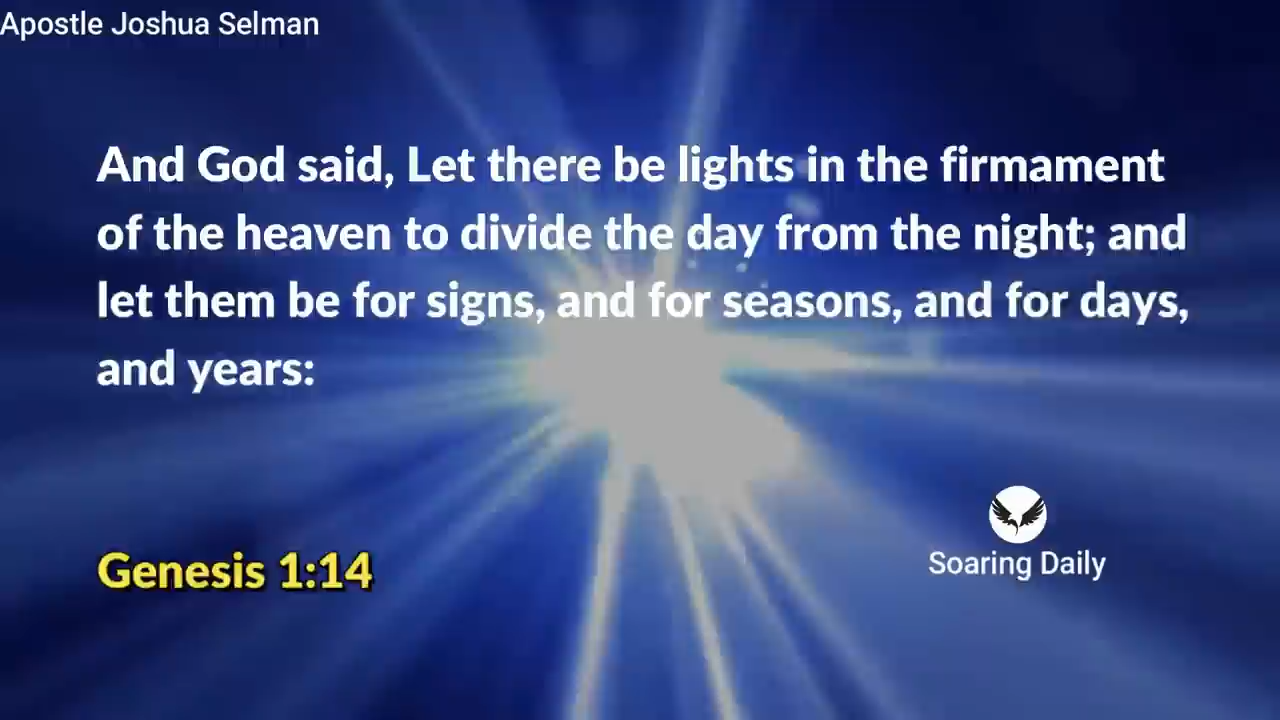 Apostle Joshua Selman
And God said, Let there be lights in the firmament
of the heaven to divide the day from the night; and
let them be for signs, and for seasons, and for days,
and years:
Genesis 1:14
Soaring Daily